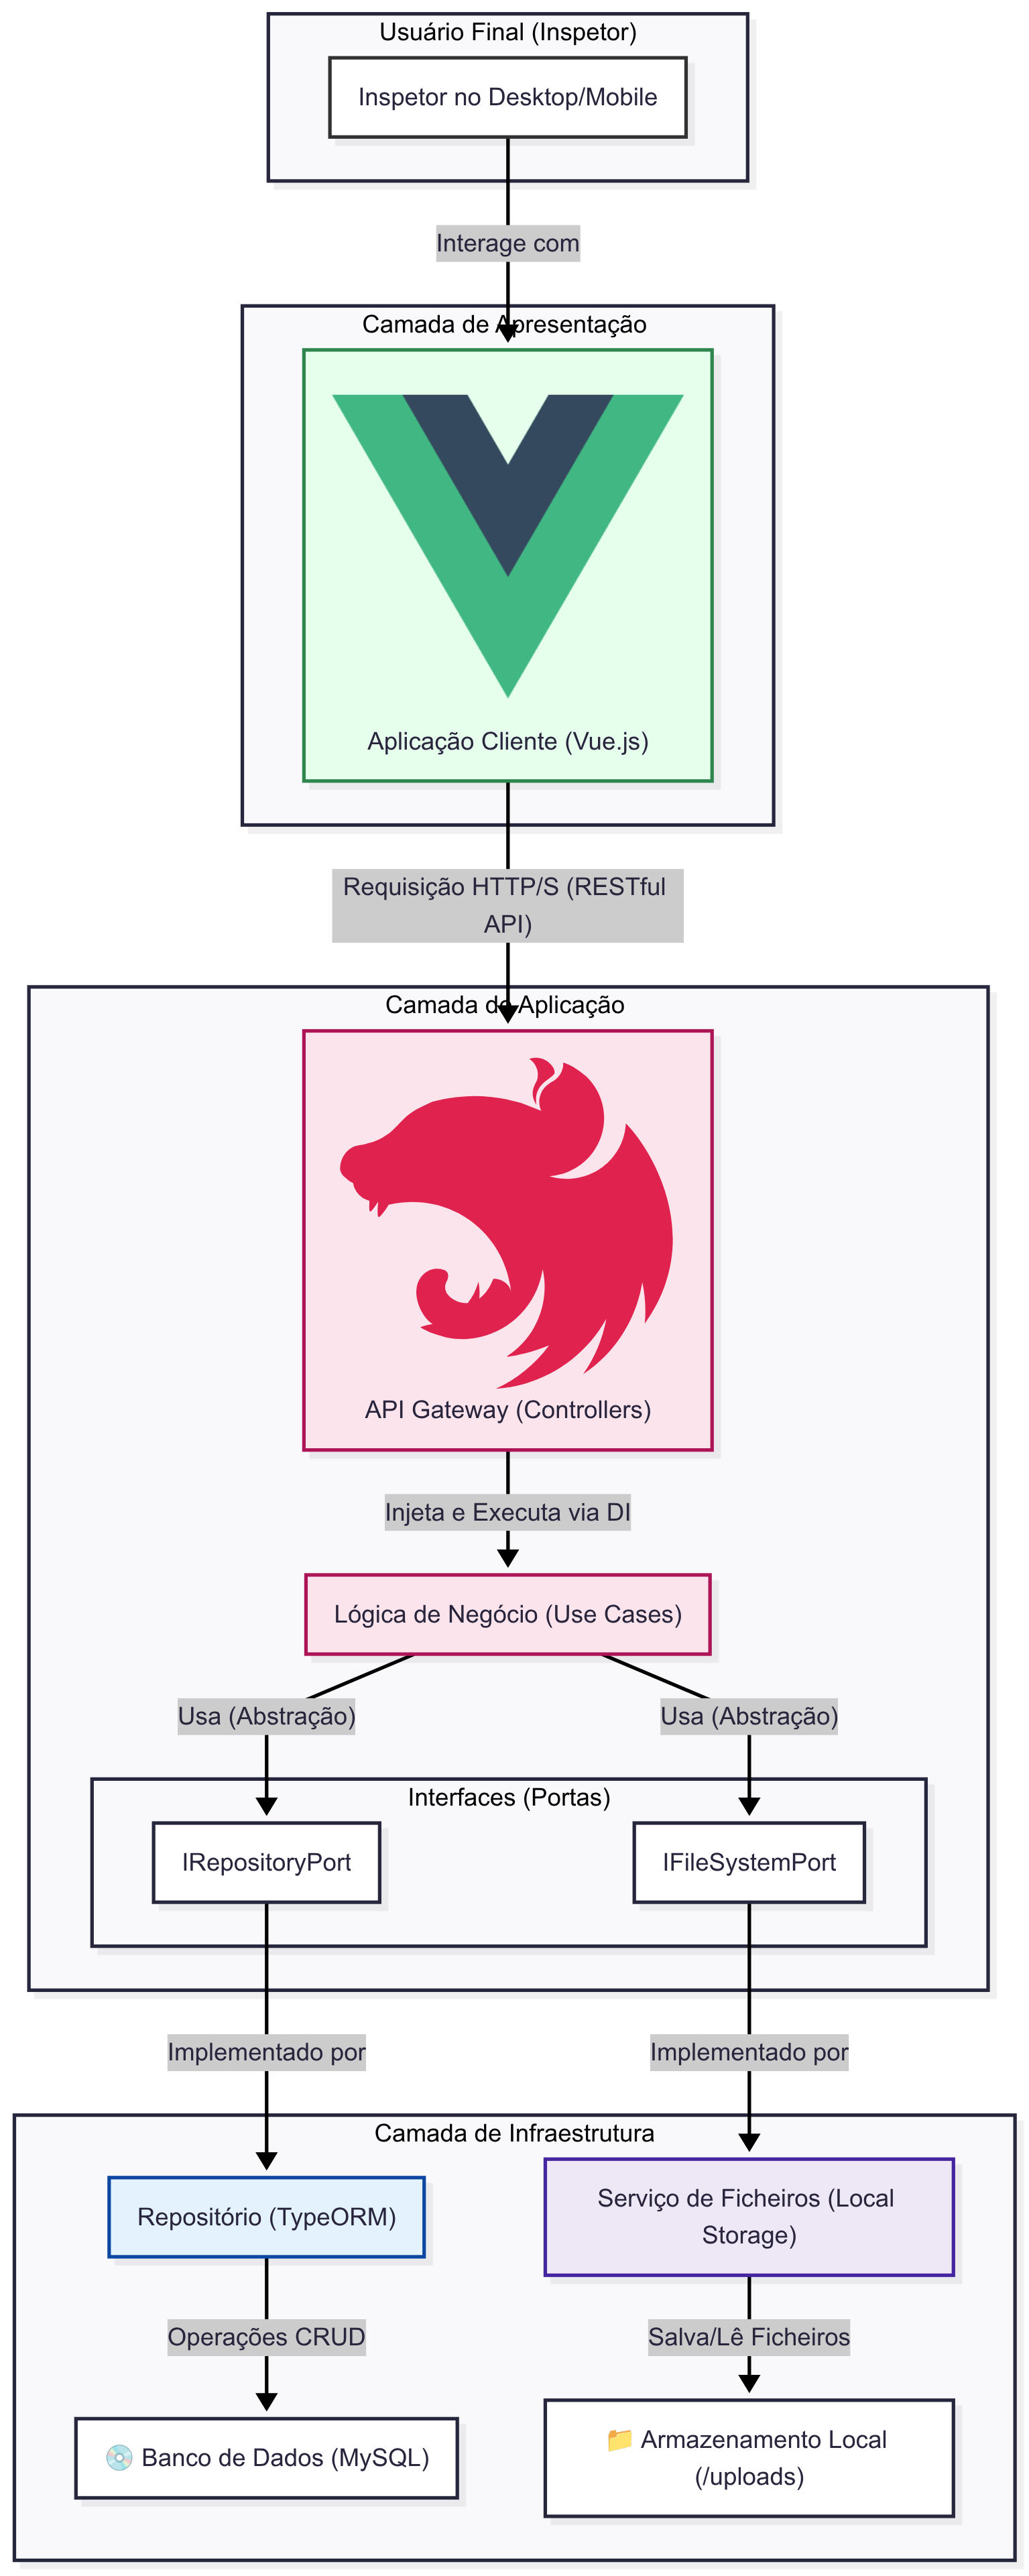 Usuário Final (Inspetor)
Inspetor no Desktop/Mobile
Interage com
Camada de Apresentação
Aplicação Cliente (Vue.js)
Requisição HTTP/S (RESTful
API)
Camada de Aplicação
API Gateway (Controllers)
Injeta e Executa via DI
Lógica de Negócio (Use Cases)
Usa (Abstração)
Usa (Abstração)
Interfaces (Portas)
IRepositoryPort
IFileSystemPort
Implementado por
Implementado por
Camada de Infraestrutura
Repositório (TypeORM)
Serviço de Ficheiros (Local
Storage)
Operações CRUD
Salva/Lê Ficheiros
💿 Banco de Dados (MySQL)
📁 Armazenamento Local
(/uploads)